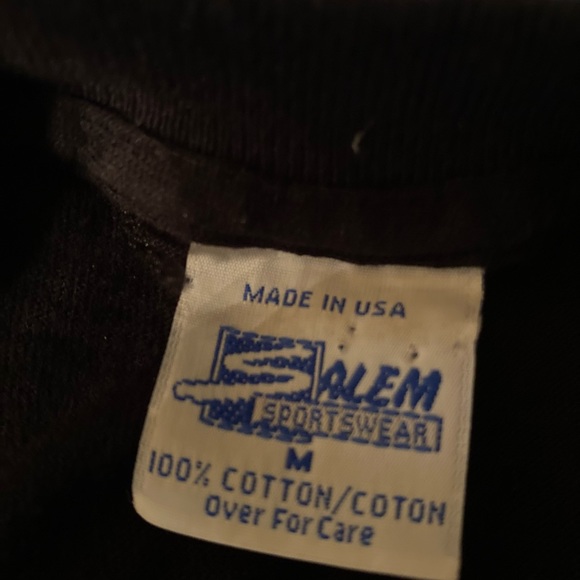 MADE IN USA
SALEM
SPORTSWEAR
M
100% COTTON/COTON
Over For Care